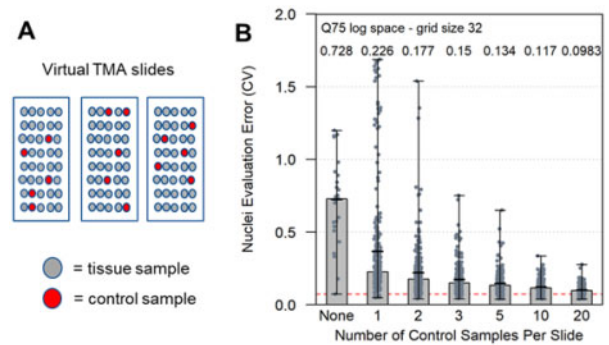 A
Virtual TMA slides
= tissue sample
= control sample
B
Q75 log space - grid size 32
0.728 0.226 0.177 0.15 0.134 0.117 0.0983
Nuclei Evaluation Error (CV)
2.0
1.5
1.0
0.5
0.0
None 1 2 3 5 10 20
Number of Control Samples Per Slide